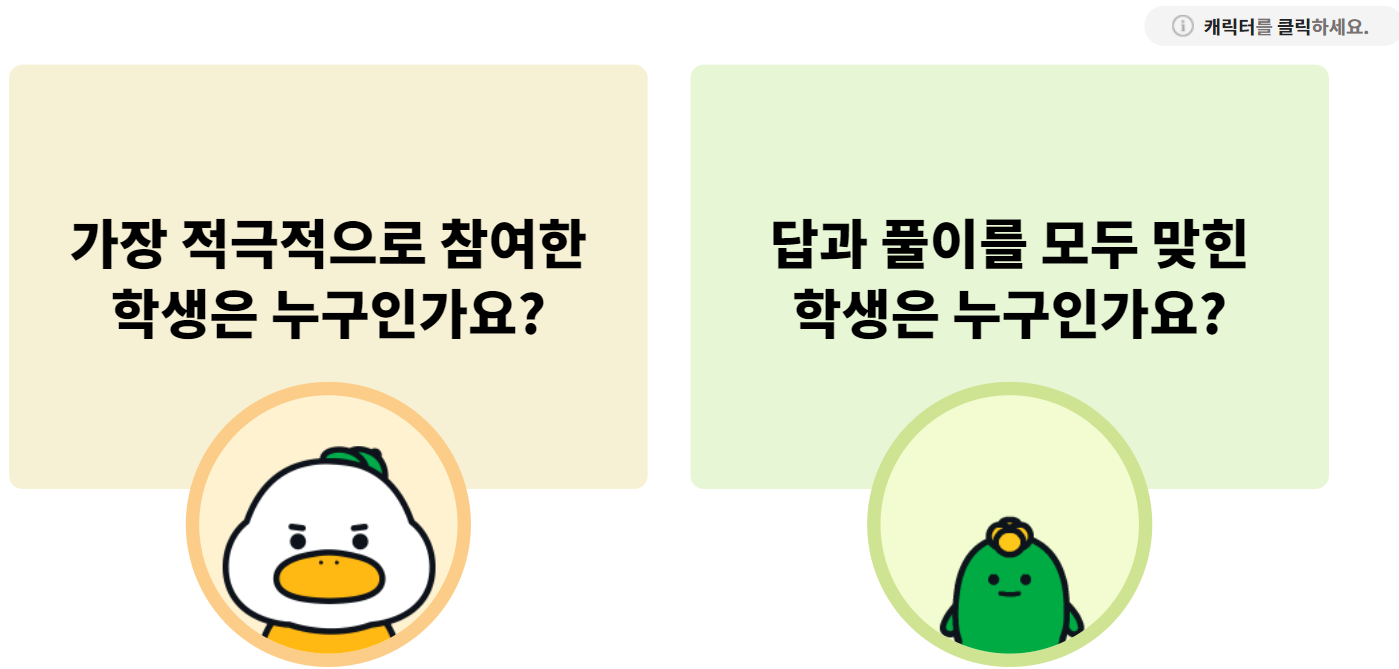 캐릭터를 클릭하세요.
가장 적극적으로 참여한
학생은 누구인가요?
답과 풀이를 모두 맞힌
학생은 누구인가요?